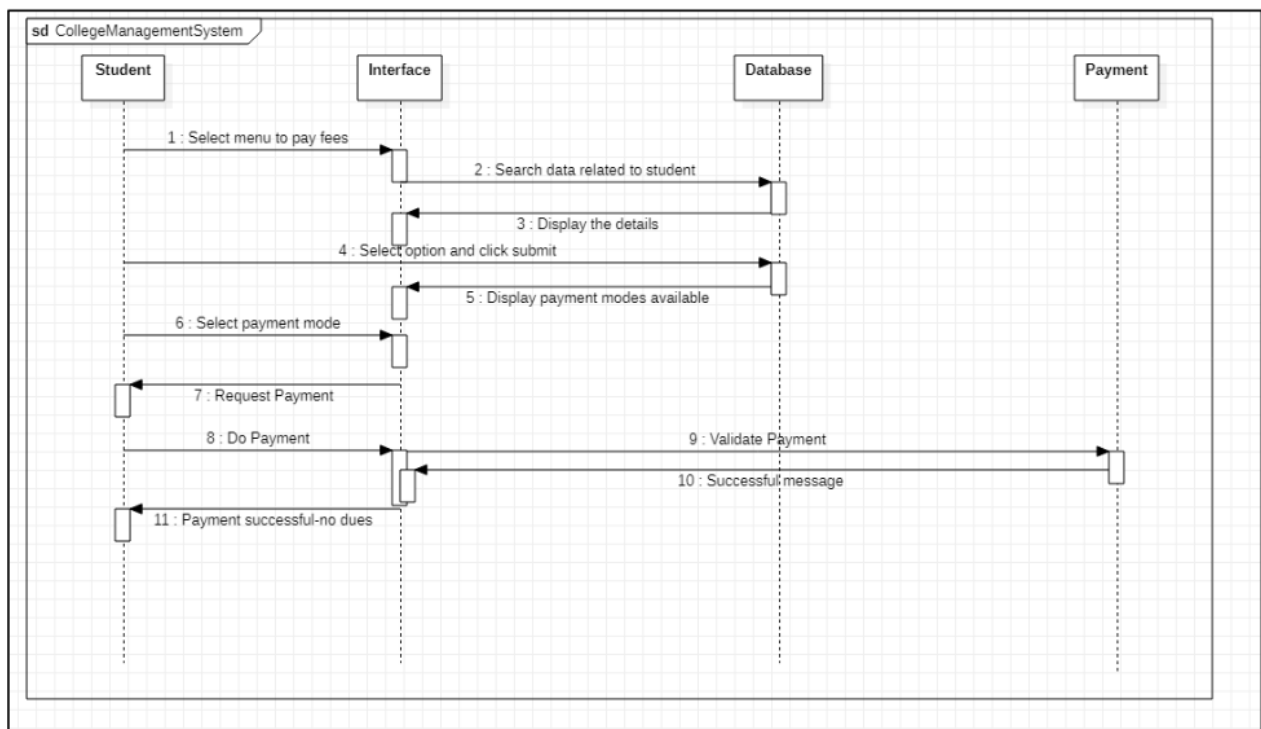 sd CollegeManagementSystem
Student
Interface
Database
Payment
1 : Select menu to pay fees
2 : Search data related to student
3 : Display the details
4 : Select option and click submit
5 : Display payment modes available
6 : Select payment mode
7 : Request Payment
8 : Do Payment
9 : Validate Payment
10 : Successful message
11 : Payment successful-no dues